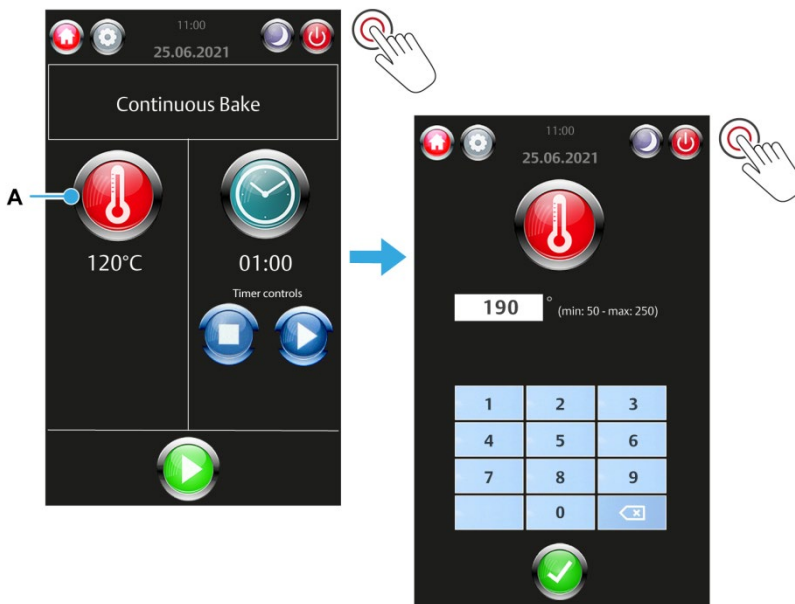 11:00
25.06.2021
Continuous Bake
A
120°C
01:00
Timer controls
11:00
25.06.2021
190 ° (min: 50 - max: 250)
1 2 3
4 5 6
7 8 9
0